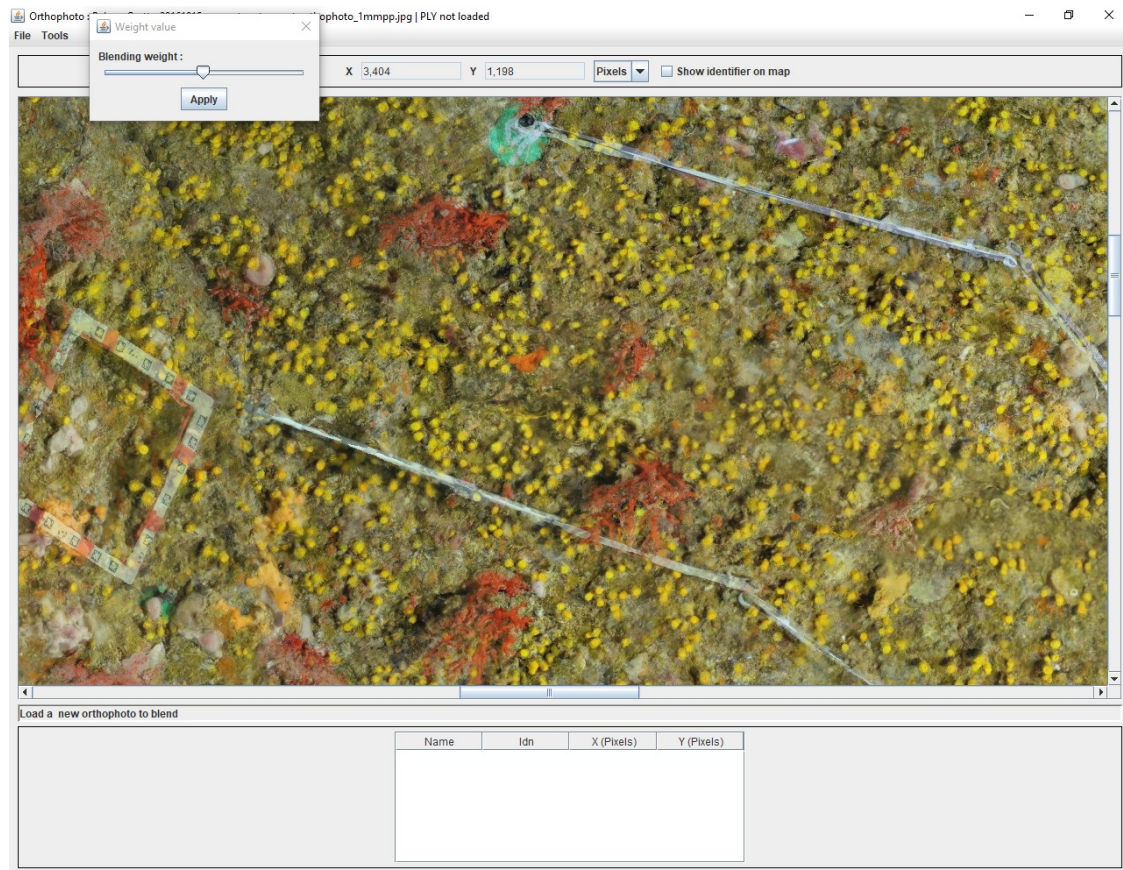 Orthophoto : orthophoto_1mmpp.jpg | PLY not loaded
Weight value
File Tools
Blending weight :
Apply
X 3,404 Y 1,198 Pixels Show identifier on map
Load a new orthophoto to blend
Name Idn X (Pixels) Y (Pixels)